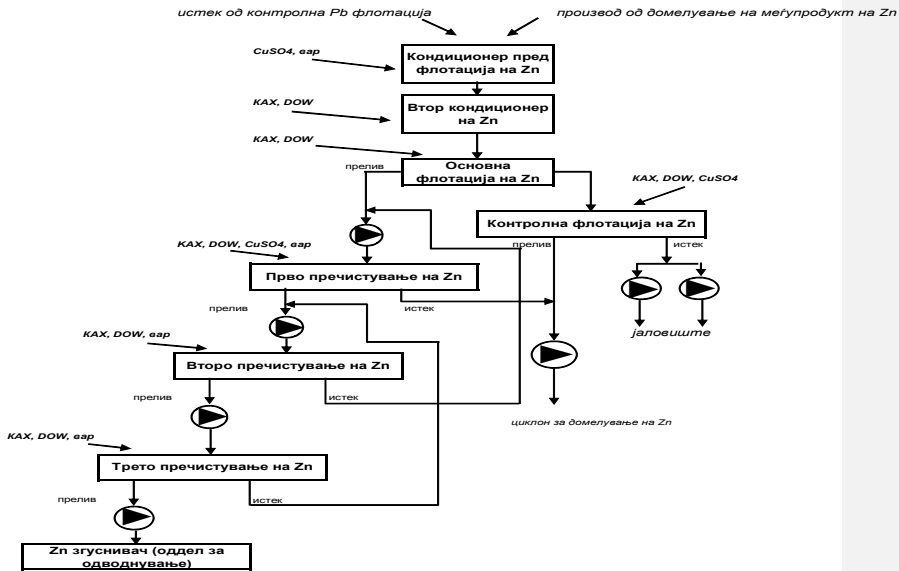 истек од контролна Pb флотација
производ од домелување на меѓупродукт на Zn
CuSO4, вар
Кондиционер пред
флотација на Zn
KAX, DOW
Втор кондиционер
на Zn
KAX, DOW
прелив
Основна
флотација на Zn
KAX, DOW, CuSO4
Контролна флотација на Zn
прелив
истек
KAX, DOW, CuSO4, вар
Прво пречистување на Zn
прелив
истек
јаловиште
KAX, DOW, вар
Второ пречистување на Zn
прелив
истек
циклон за домелување на Zn
KAX, DOW, вар
Трето пречистување на Zn
прелив
истек
Zn згуснивач (оддел за
одводнување)